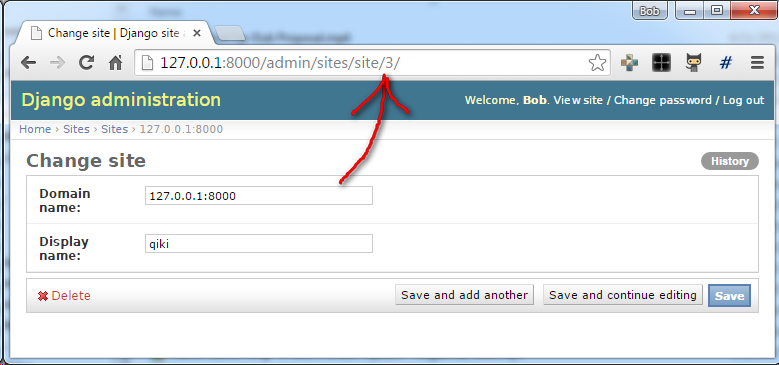 Bob
Change site | Django site
127.0.0.1:8000/admin/sites/site/3/
#
Django administration
Welcome, Bob. View site / Change password / Log out
Home › Sites › Sites › 127.0.0.1:8000
Change site
History
Domain name:
127.0.0.1:8000
Display name:
qiki
Delete
Save and add another
Save and continue editing
Save